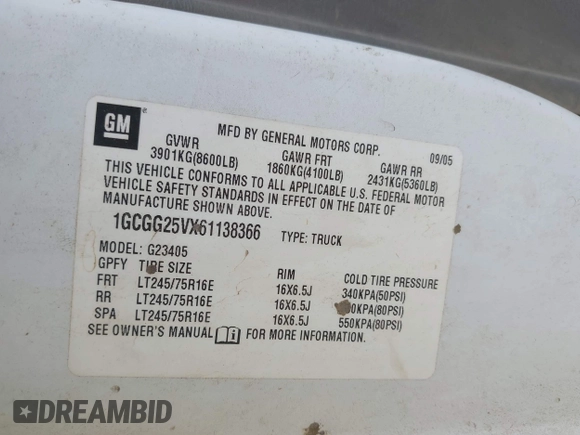 GM
MFD BY GENERAL MOTORS CORP. 09/05
GVWR GAWR FRT GAWR RR
3901KG(8600LB) 1860KG(4100LB) 2431KG(5360LB)
THIS VEHICLE CONFORMS TO ALL APPLICABLE U.S. FEDERAL MOTOR
VEHICLE SAFETY STANDARDS IN EFFECT ON THE DATE OF
MANUFACTURE SHOWN ABOVE.
1GCGG25VX61138366 TYPE: TRUCK
MODEL: G23405
GPFY TIRE SIZE RIM COLD TIRE PRESSURE
FRT LT245/75R16E 16X6.5J 340KPA(50PSI)
RR LT245/75R16E 16X6.5J
SPA LT245/75R16E 16X6.5J 550KPA(80PSI)
SEE OWNER'S MANUAL FOR MORE INFORMATION.
DREAMBID